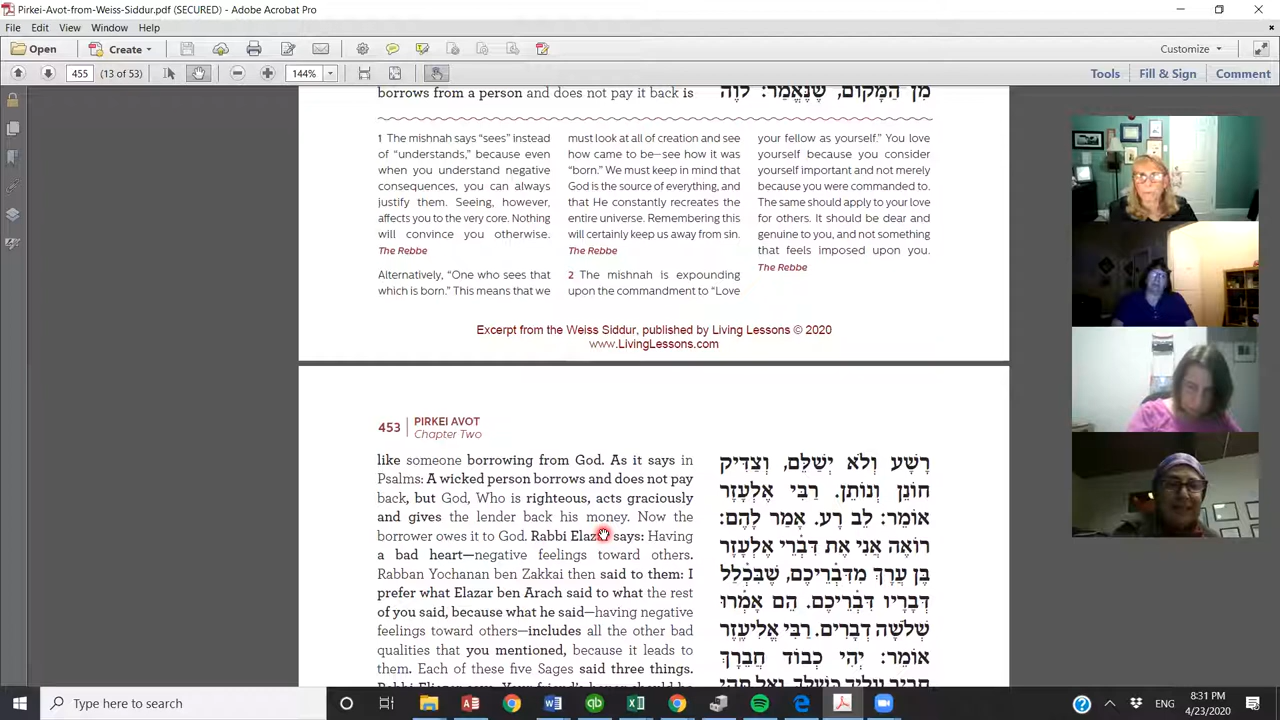 Pirkei-Avot-from-Weiss-Siddur.pdf (SECURED) - Adobe Acrobat Pro
File Edit View Window Help
Open Create Customize
455 (13 of 53) 144% Tools Fill & Sign Comment
borrows from a person and does not pay it back is
מִן הַמָּקוֹם, שֶׁנֶּאֱמַר: לֹוֶה
1 The mishnah says “sees” instead
of “understands,” because even
when you understand negative
consequences, you can always
justify them. Seeing, however,
affects you to the very core. Nothing
will convince you otherwise.
The Rebbe
Alternatively, “One who sees that
which is born.” This means that we
must look at all of creation and see
how came to be—see how it was
“born.” We must keep in mind that
God is the source of everything, and
that He constantly recreates the
entire universe. Remembering this
will certainly keep us away from sin.
The Rebbe
2 The mishnah is expounding
upon the commandment to “Love
your fellow as yourself.” You love
yourself because you consider
yourself important and not merely
because you were commanded to.
The same should apply to your love
for others. It should be dear and
genuine to you, and not something
that feels imposed upon you.
The Rebbe
Excerpt from the Weiss Siddur, published by Living Lessons © 2020
www.LivingLessons.com
453 PIRKEI AVOT
Chapter Two
like someone borrowing from God. As it says in
Psalms: A wicked person borrows and does not pay
back, but God, Who is righteous, acts graciously
and gives the lender back his money. Now the
borrower owes it to God. Rabbi Elazar says: Having
a bad heart—negative feelings toward others.
Rabban Yochanan ben Zakkai then said to them: I
prefer what Elazar ben Arach said to what the rest
of you said, because what he said—having negative
feelings toward others—includes all the other bad
qualities that you mentioned, because it leads to
them. Each of these five Sages said three things.
Rabbi Eliezer says: Your friend's honor should be
רָשָׁע וְלֹא יְשַׁלֵּם, וְצַדִּיק
חוֹנֵן וְנוֹתֵן. רַבִּי אֶלְעָזָר
אוֹמֵר: לֵב רָע. אָמַר לָהֶם:
רוֹאֶה אֲנִי אֶת דִּבְרֵי אֶלְעָזָר
בֶּן עֲרָךְ מִדִּבְרֵיכֶם, שֶׁבִּכְלַל
דְּבָרָיו דִּבְרֵיכֶם. הֵם אָמְרוּ
שְׁלֹשָׁה דְבָרִים. רַבִּי אֱלִיעֶזֶר
אוֹמֵר: יְהִי כְבוֹד חֲבֵרָךְ
חָבִיב עָלֶיךָ כְּשֶׁלָּךְ, וְאַל תְּהִי
Type here to search
ENG
8:31 PM
4/23/2020